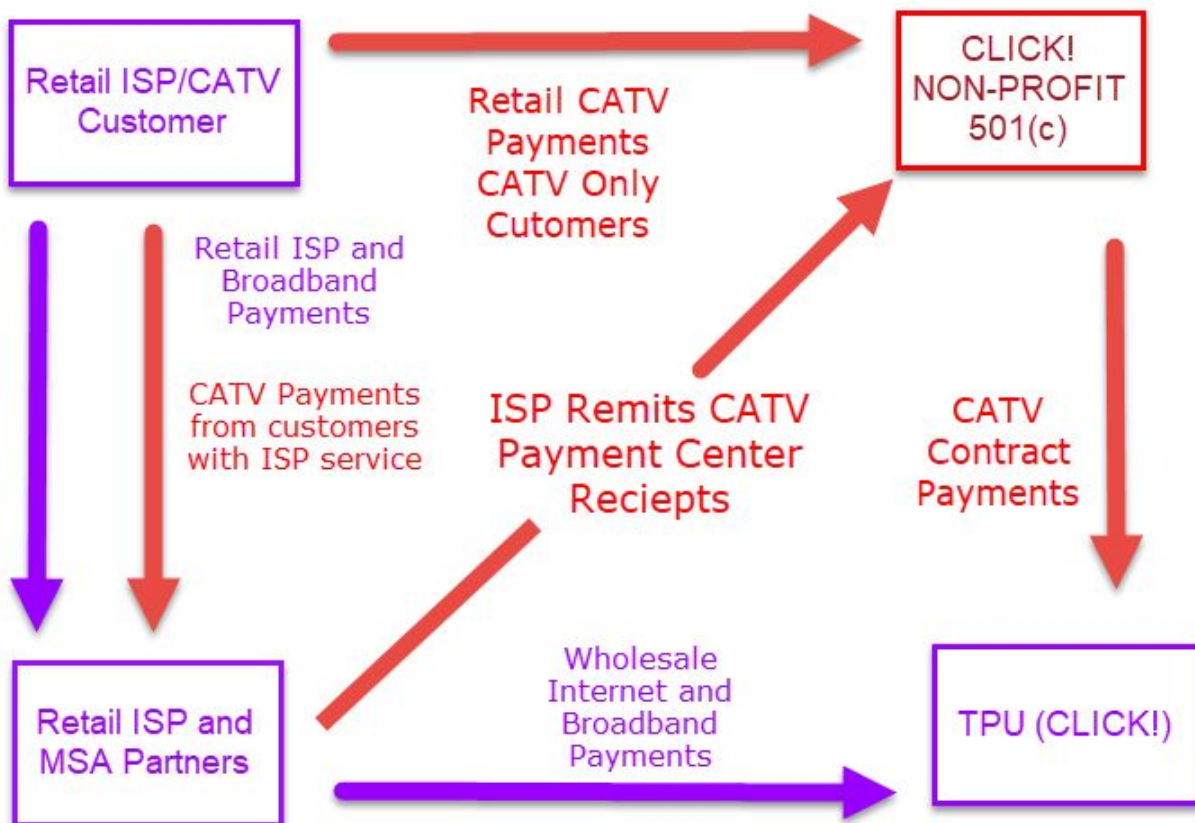 Retail ISP/CATV
Customer
CLICK!
NON-PROFIT
501(c)
Retail CATV
Payments
CATV Only
Cutomers
Retail ISP and
Broadband
Payments
CATV Payments
from customers
with ISP service
ISP Remits CATV
Payment Center
Reciepts
CATV
Contract
Payments
Retail ISP and
MSA Partners
Wholesale
Internet and
Broadband
Payments
TPU (CLICK!)